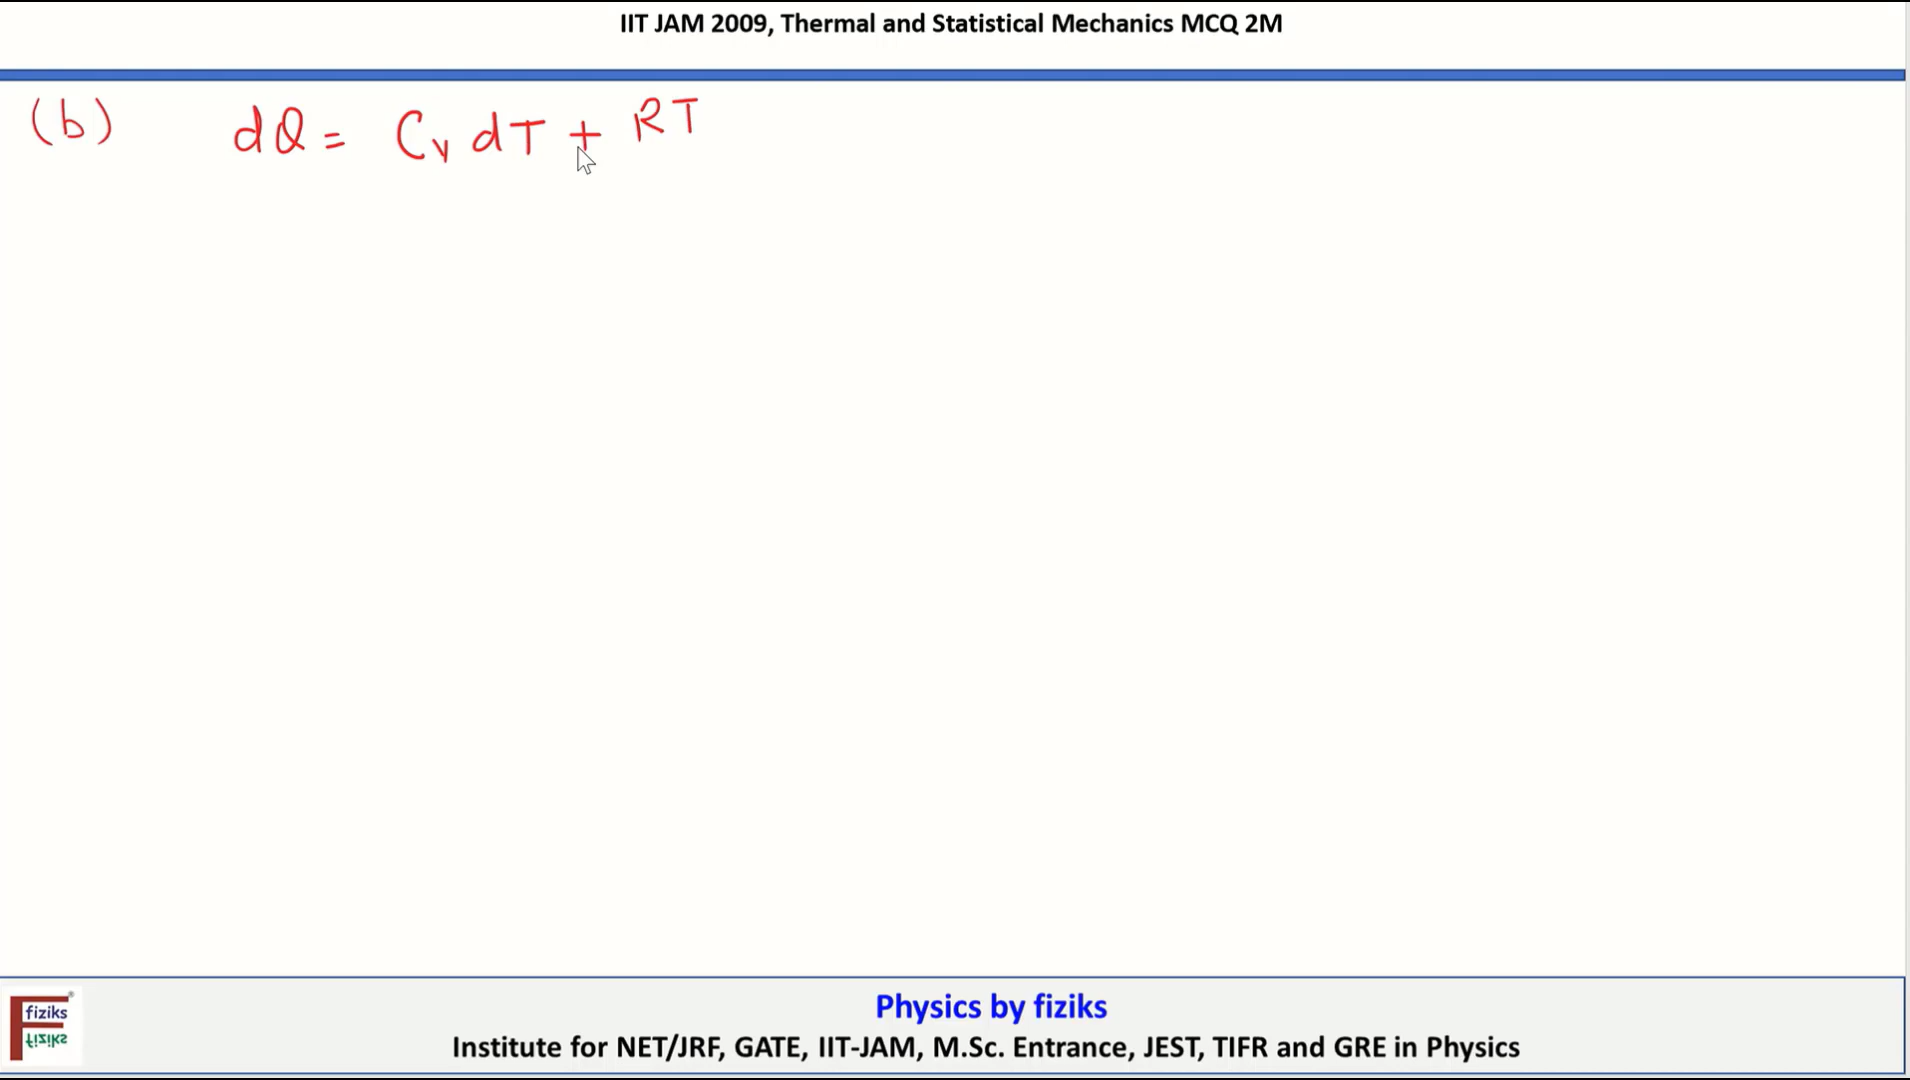 IIT JAM 2009, Thermal and Statistical Mechanics MCQ 2M
(b) dQ = Cv dT + RT
fiziks ®
fiziks
Physics by fiziks
Institute for NET/JRF, GATE, IIT-JAM, M.Sc. Entrance, JEST, TIFR and GRE in Physics